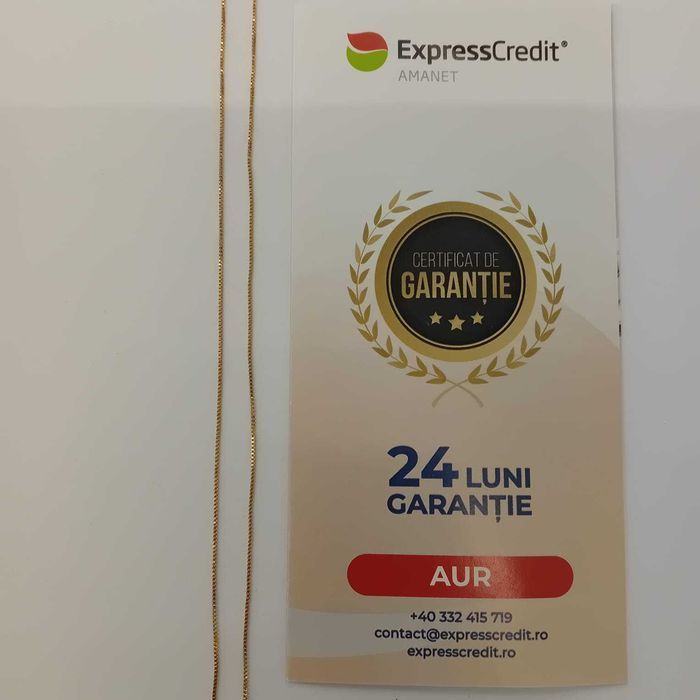 ExpressCredit®
AMANET
CERTIFICAT DE
GARANȚIE
24 LUNI
GARANȚIE
AUR
+40 332 415 719
contact@expresscredit.ro
expresscredit.ro